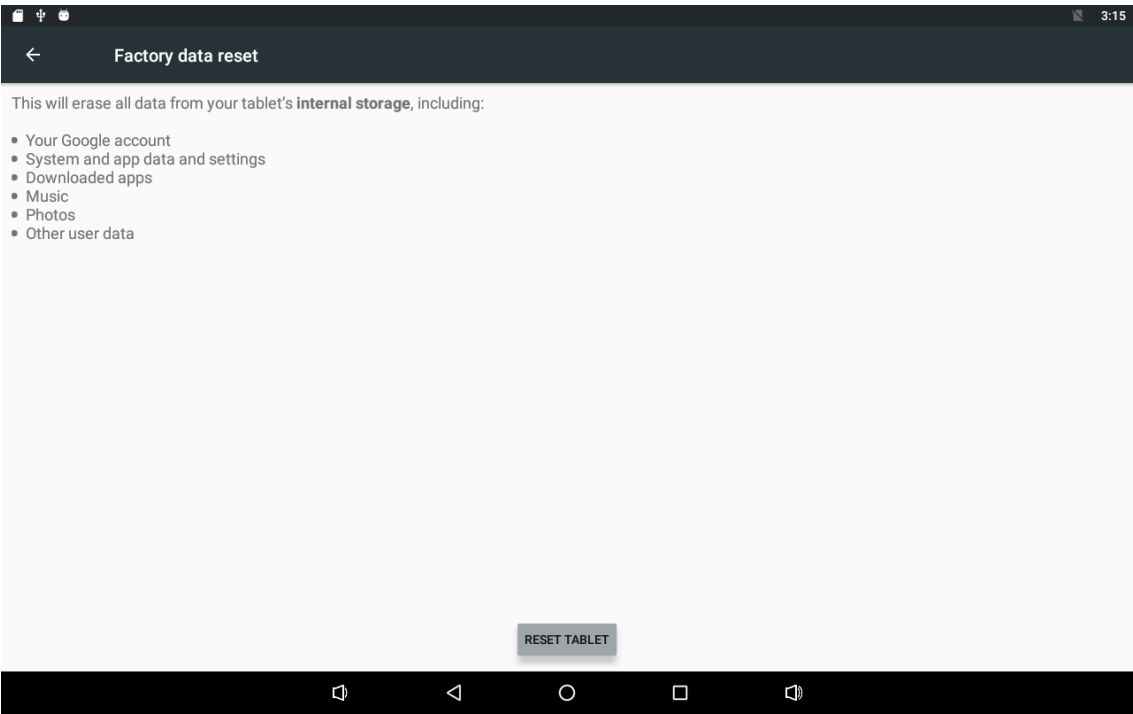 3:15
Factory data reset
This will erase all data from your tablet’s internal storage, including:
Your Google account
System and app data and settings
Downloaded apps
Music
Photos
Other user data
RESET TABLET